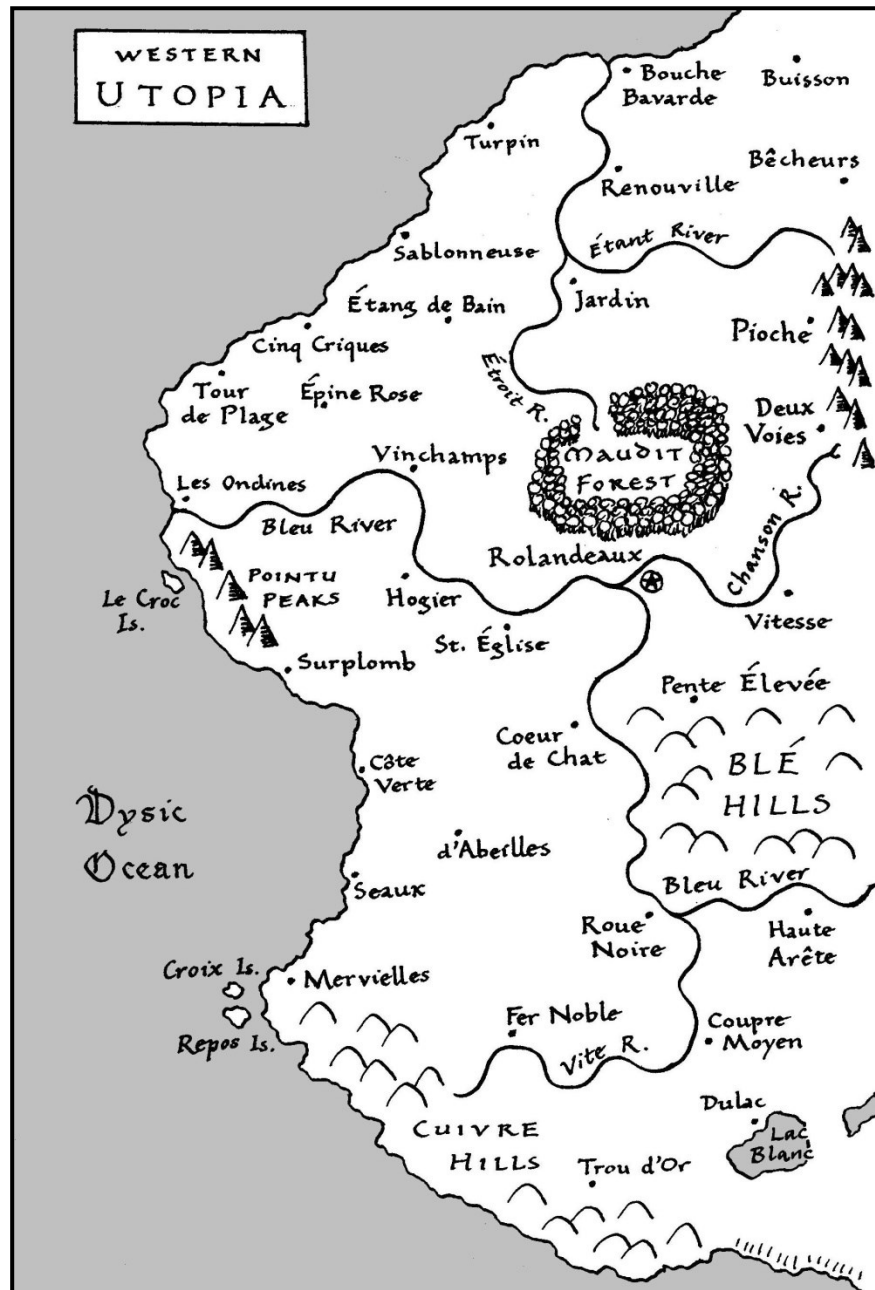 WESTERN
UTOPIA
Bouche
Bavarde
Buisson
Turpin
Renouville
Bêcheurs
Étant River
Sablonneuse
Jardin
Étang de Bain
Pioche
Cinq Criques
Étroit R.
Tour
de Plage
Épine Rose
Deux
Voies
Vinchamps
MAUDIT
FOREST
Les Ondines
Bleu River
Chanson R.
Rolandeaux
POINTU
PEAKS
Le Croc
Is.
Hogier
Vitesse
St. Église
Surplomb
Pente Élevée
Coeur
de Chat
BLÉ
HILLS
Côte
Verte
Dysic
Ocean
d'Abeilles
Seaux
Bleu River
Roue
Noire
Haute
Arête
Croix Is.
Mervielles
Repos Is.
Fer Noble
Vite R.
Coupre
Moyen
Dulac
Lac
Blanc
CUIVRE
HILLS
Trou d'Or